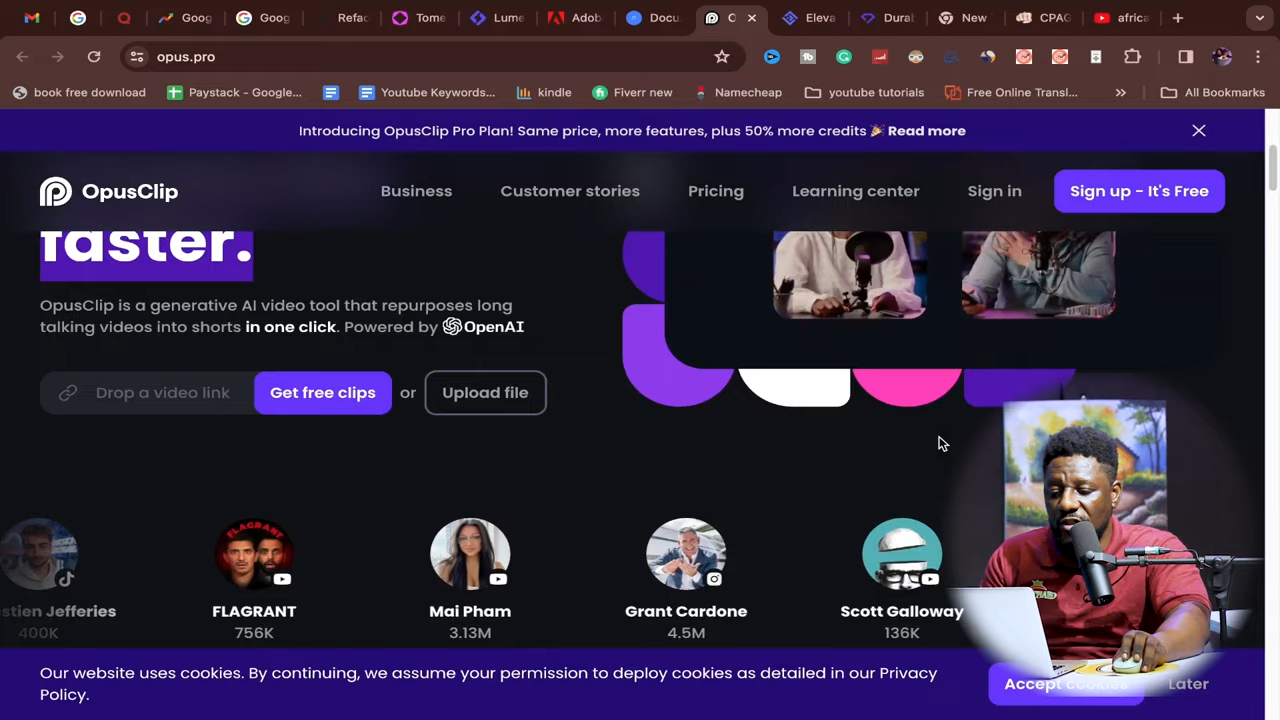 Goog
Goog
Refac
Tome
Lume
Adob
Docu
O
Eleva
Durab
New
CPAG
africa
opus.pro
book free download
Paystack - Google...
Youtube Keywords...
kindle
Fiverr new
Namecheap
youtube tutorials
Free Online Transl...
All Bookmarks
Introducing OpusClip Pro Plan! Same price, more features, plus 50% more credits 🎉 Read more
OpusClip
Business
Customer stories
Pricing
Learning center
Sign in
Sign up - It's Free
faster.
OpusClip is a generative AI video tool that repurposes long
talking videos into shorts in one click. Powered by OpenAI
Drop a video link
Get free clips
or
Upload file
FLAGRANT
stien Jefferies
FLAGRANT
Mai Pham
Grant Cardone
Scott Galloway
400K
756K
3.13M
4.5M
136K
Our website uses cookies. By continuing, we assume your permission to deploy cookies as detailed in our Privacy
Policy.
Accept cookies
Later